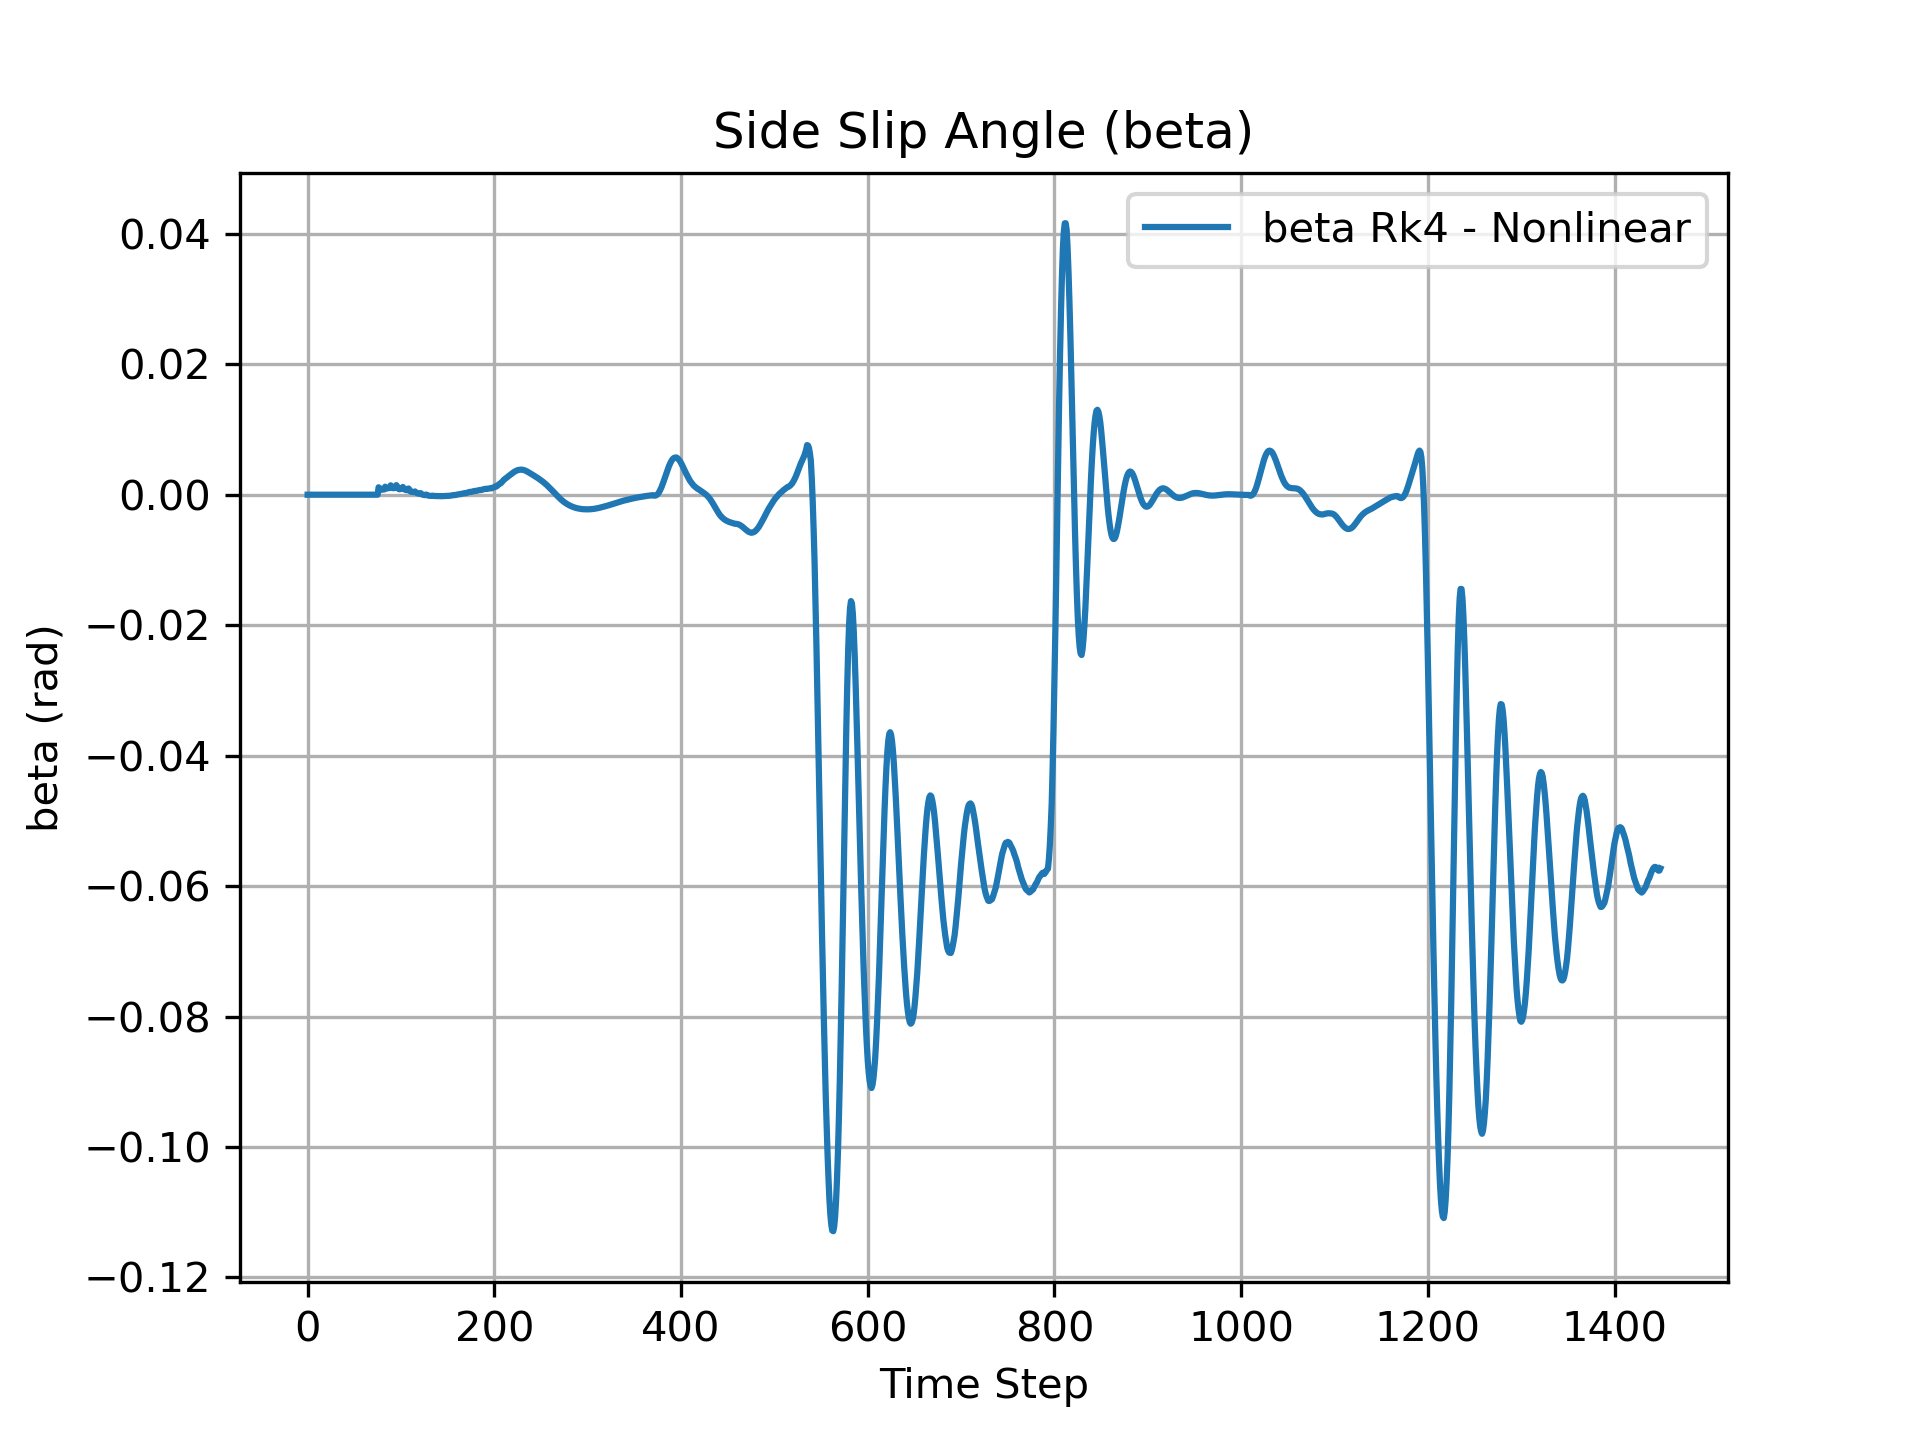 Side Slip Angle (beta)
beta Rk4 - Nonlinear
0.04
0.02
0.00
−0.02
−0.04
−0.06
−0.08
−0.10
−0.12
beta (rad)
0 200 400 600 800 1000 1200 1400
Time Step